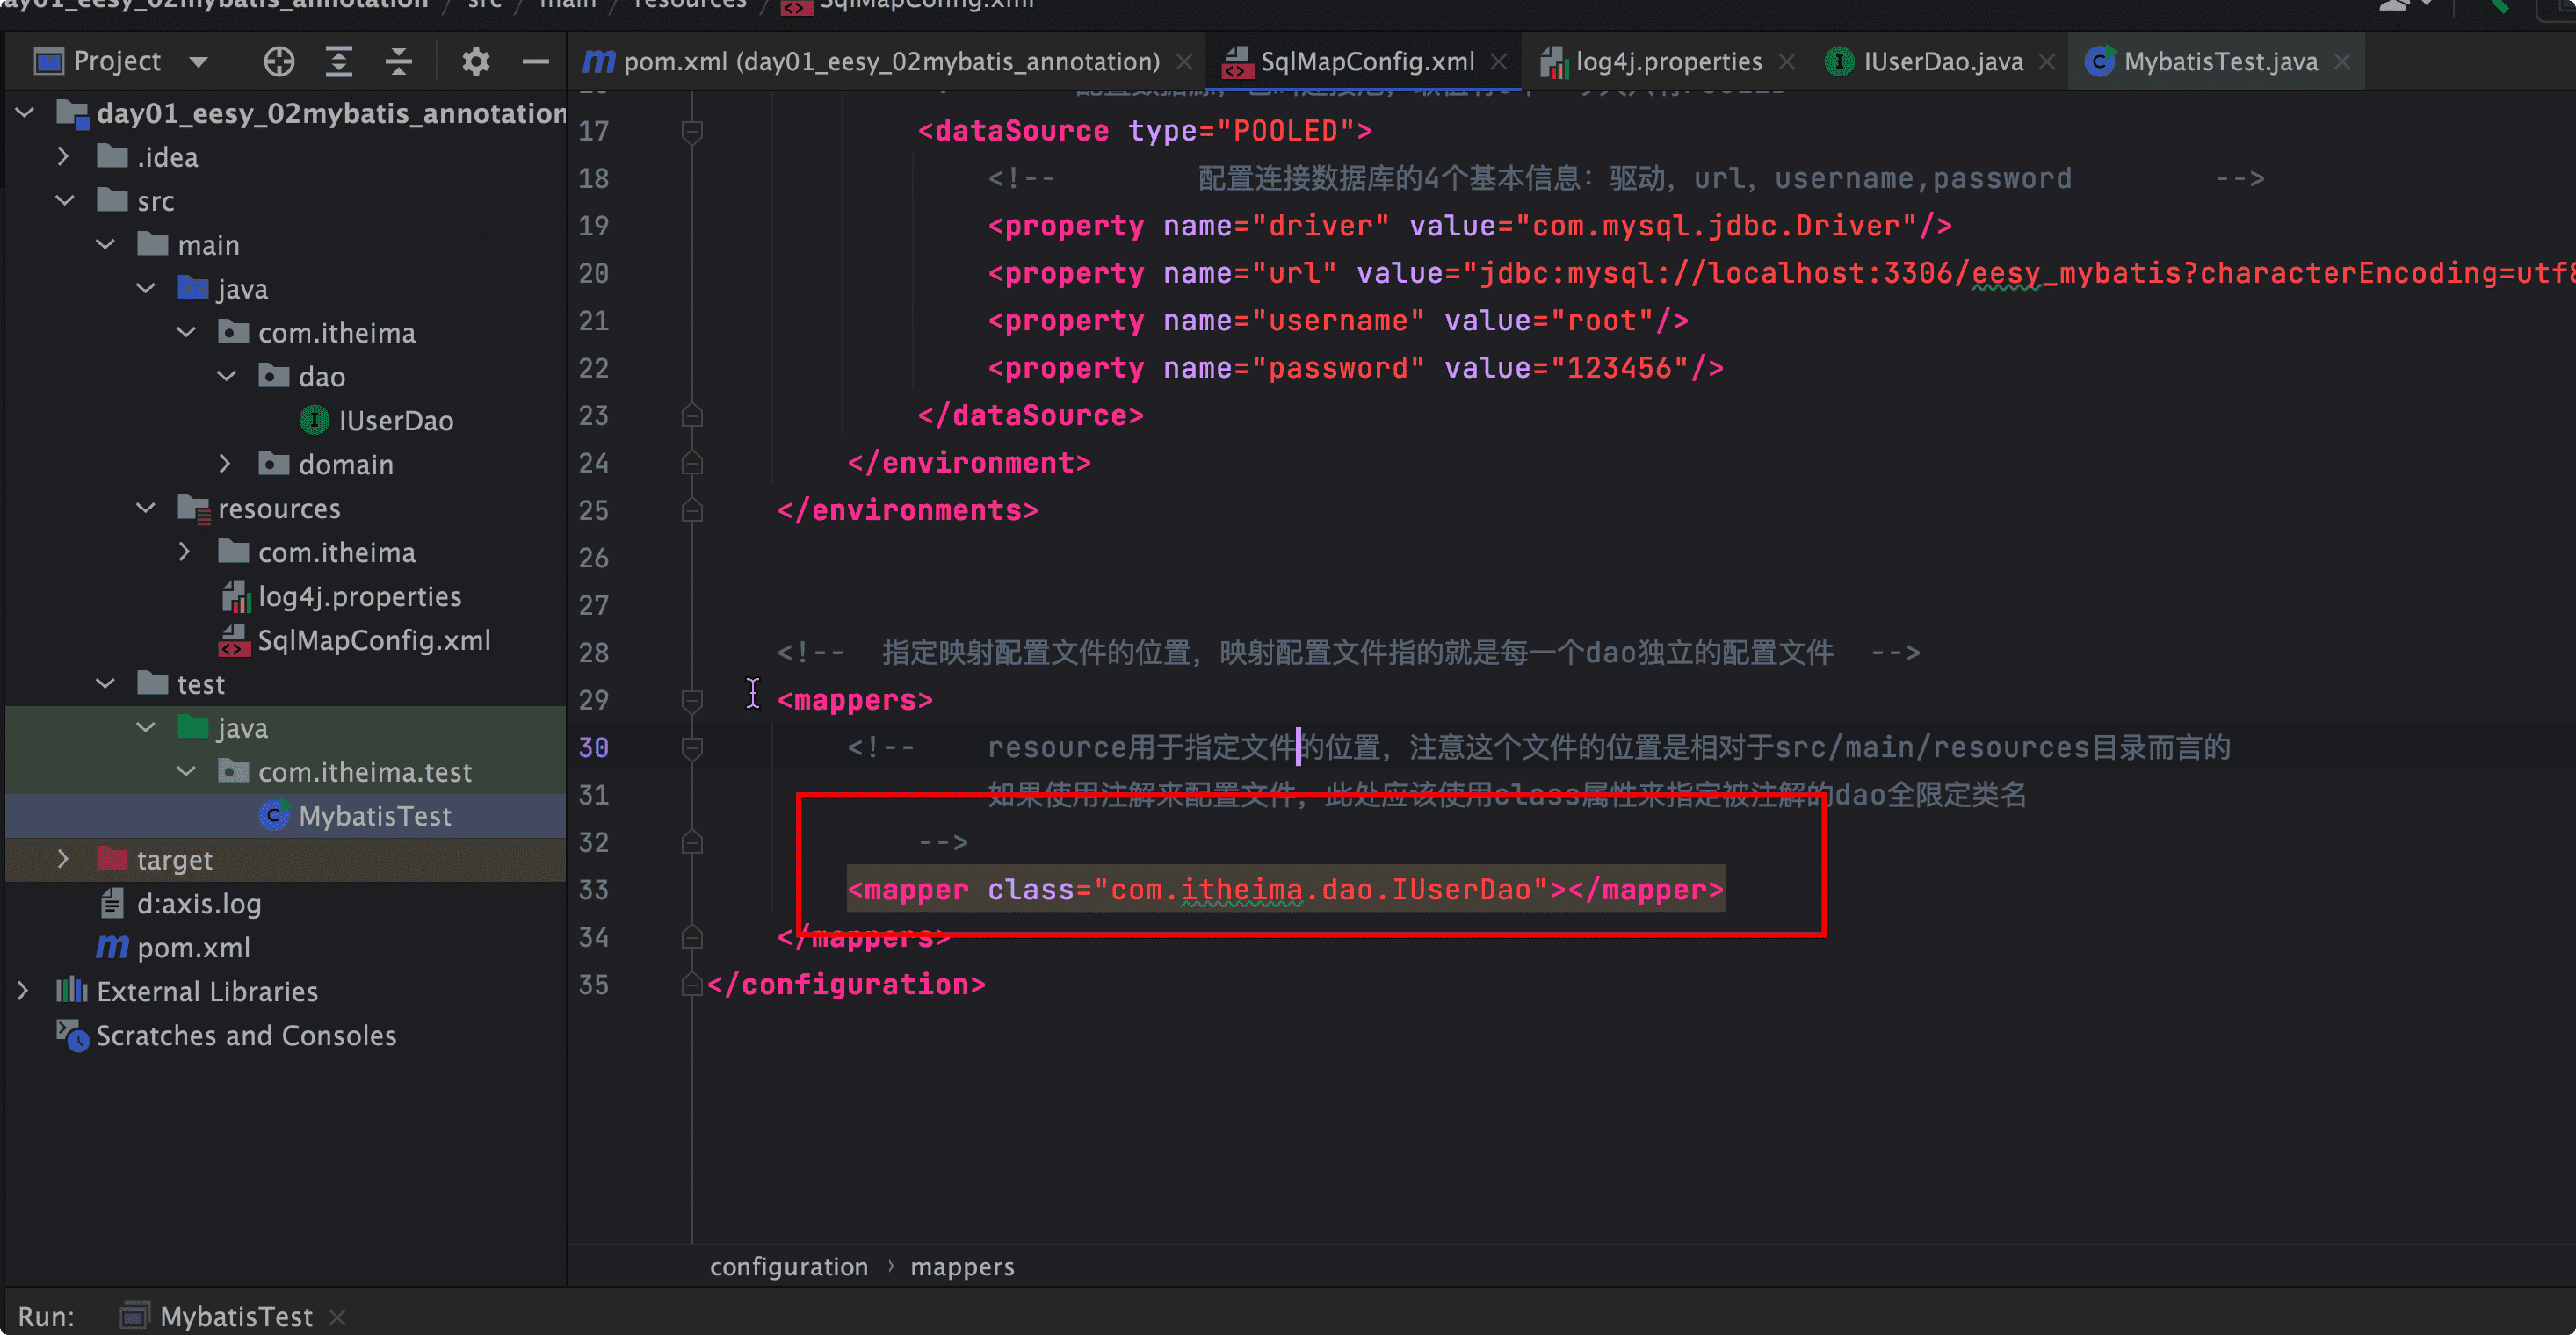 src / main / resources / SqlMapConfig.xml
Project
pom.xml (day01_eesy_02mybatis_annotation)
SqlMapConfig.xml
log4j.properties
IUserDao.java
MybatisTest.java
day01_eesy_02mybatis_annotation
.idea
src
main
java
com.itheima
dao
IUserDao
domain
resources
com.itheima
log4j.properties
SqlMapConfig.xml
test
java
com.itheima.test
MybatisTest
target
d:axis.log
pom.xml
External Libraries
Scratches and Consoles
17 <dataSource type="POOLED">
18 <!-- 配置连接数据库的4个基本信息：驱动，url，username,password -->
19 <property name="driver" value="com.mysql.jdbc.Driver"/>
20 <property name="url" value="jdbc:mysql://localhost:3306/eesy_mybatis?characterEncoding=utf8
21 <property name="username" value="root"/>
22 <property name="password" value="123456"/>
23 </dataSource>
24 </environment>
25 </environments>
26
27
28 <!-- 指定映射配置文件的位置，映射配置文件指的就是每一个dao独立的配置文件 -->
29 <mappers>
30 <!-- resource用于指定文件的位置，注意这个文件的位置是相对于src/main/resources目录而言的
31 如果使用注解来配置文件，此处应该使用class属性来指定被注解的dao全限定类名
32 -->
33 <mapper class="com.itheima.dao.IUserDao"></mapper>
34 </mappers>
35 </configuration>
configuration › mappers
Run: MybatisTest